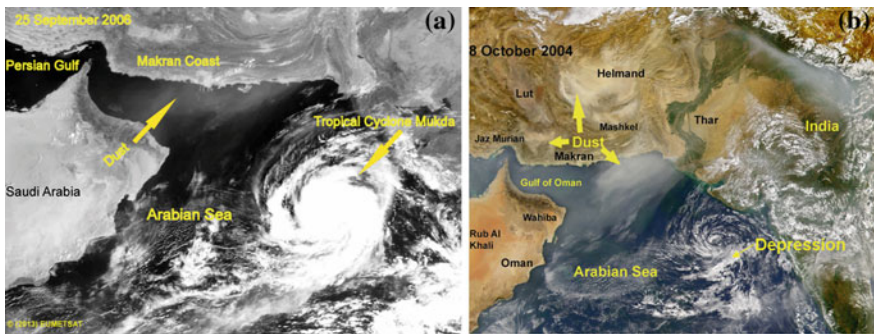 25 September 2006
(a)
Persian Gulf
Makran Coast
Dust
Tropical Cyclone Mukda
Saudi Arabia
Arabian Sea
© (2013) EUMETSAT
(b)
8 October 2004
Helmand
Lut
Mashkel
Thar
India
Jaz Murian
Dust
Makran
Gulf of Oman
Wahiba
Rub Al
Khali
Oman
Depression
Arabian Sea